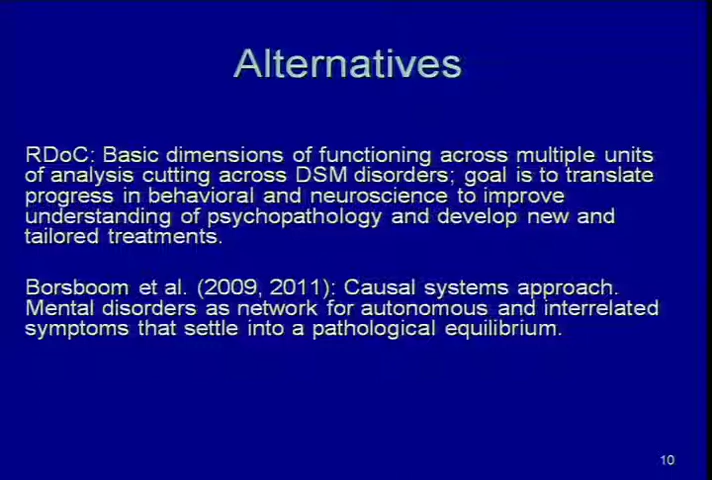 Alternatives
RDoC: Basic dimensions of functioning across multiple units
of analysis cutting across DSM disorders; goal is to translate
progress in behavioral and neuroscience to improve
understanding of psychopathology and develop new and
tailored treatments.
Borsboom et al. (2009, 2011): Causal systems approach.
Mental disorders as network for autonomous and interrelated
symptoms that settle into a pathological equilibrium.
10